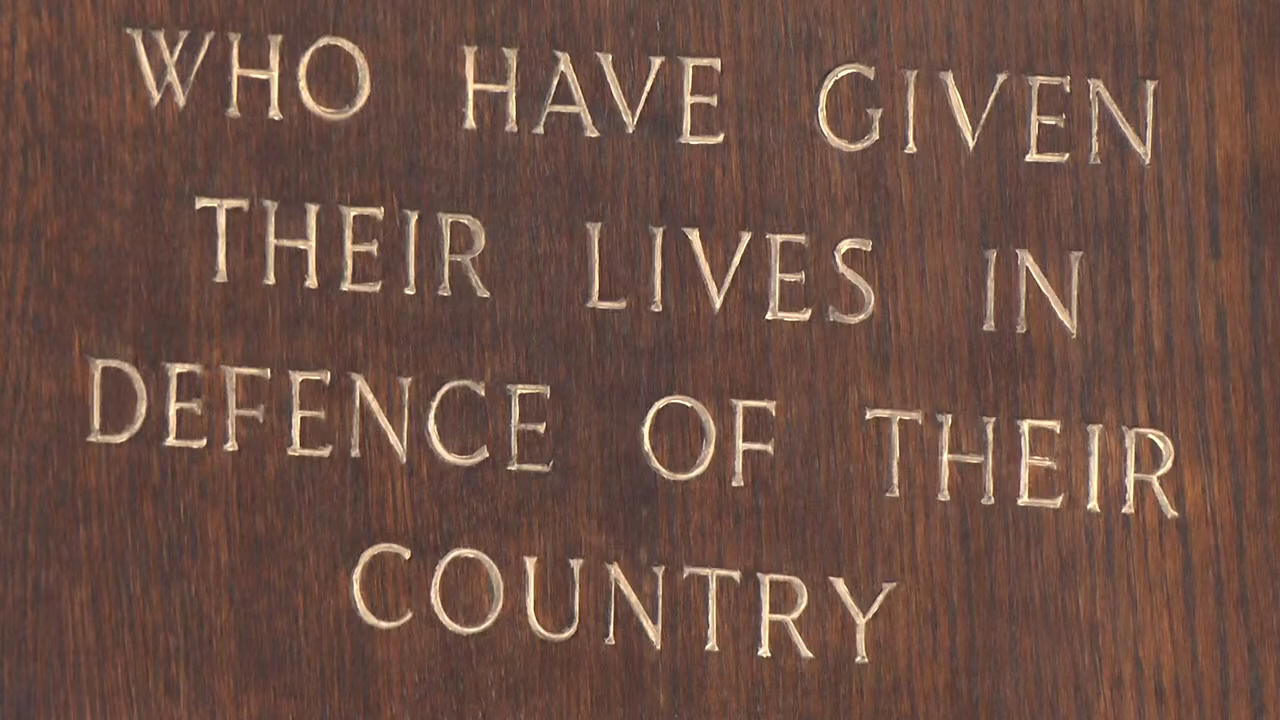 WHO HAVE GIVEN
THEIR LIVES IN
DEFENCE OF THEIR
COUNTRY